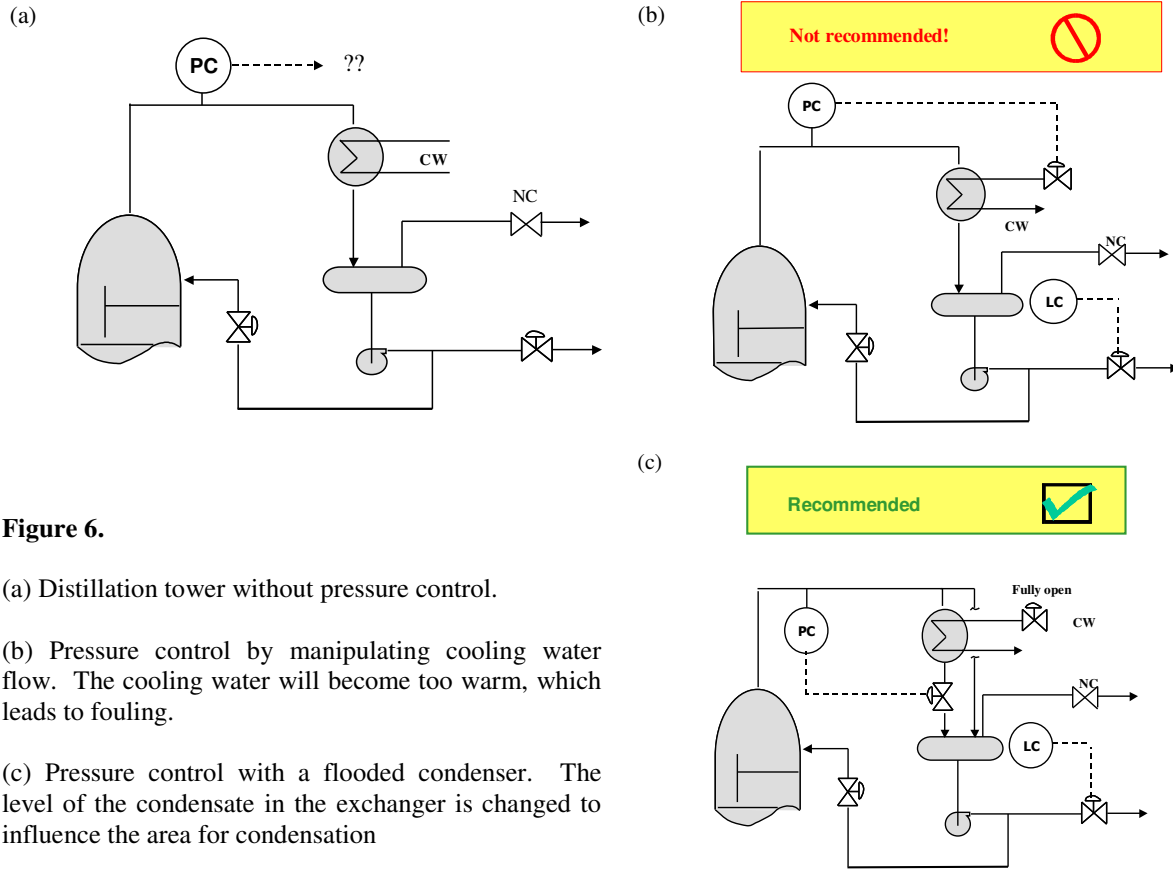 (a)
PC
??
CW
NC
(b)
Not recommended!
PC
CW
NC
LC
(c)
Recommended
Fully open
PC
CW
NC
LC
Figure 6.
(a) Distillation tower without pressure control.
(b) Pressure control by manipulating cooling water
flow. The cooling water will become too warm, which
leads to fouling.
(c) Pressure control with a flooded condenser. The
level of the condensate in the exchanger is changed to
influence the area for condensation